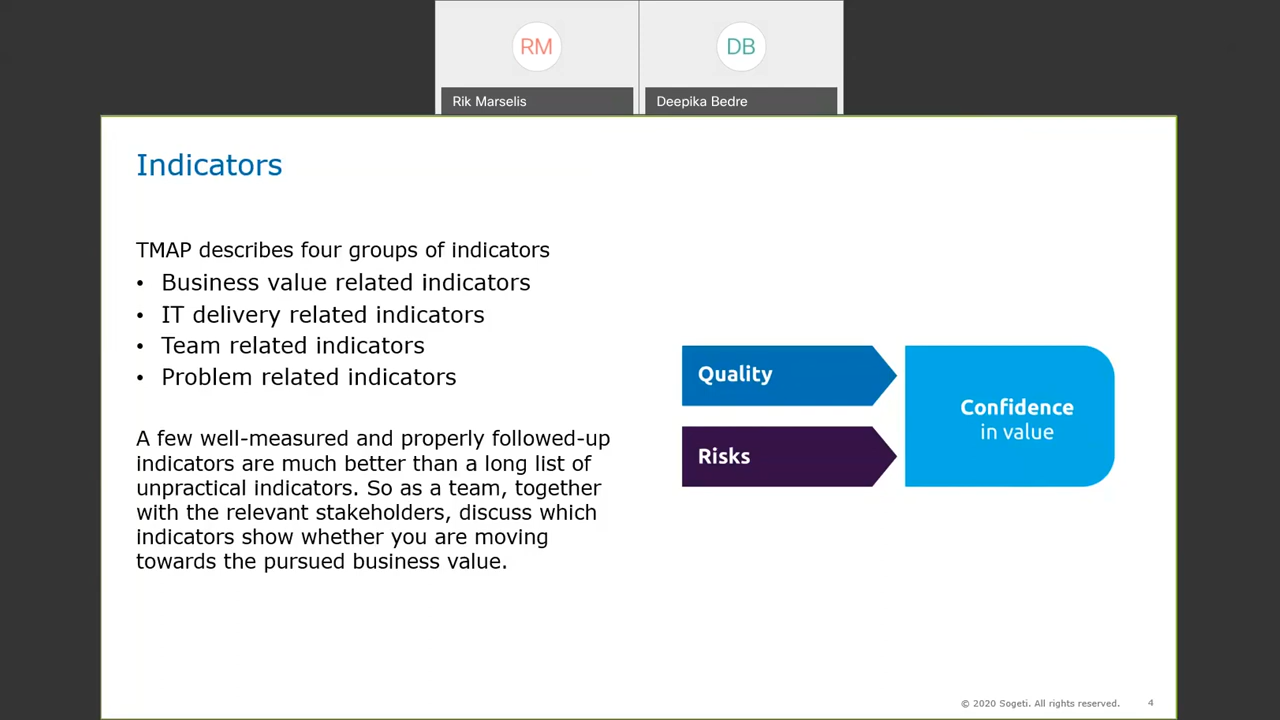 RM
DB
Rik Marselis
Deepika Bedre
Indicators
TMAP describes four groups of indicators
• Business value related indicators
• IT delivery related indicators
• Team related indicators
• Problem related indicators
A few well-measured and properly followed-up
indicators are much better than a long list of
unpractical indicators. So as a team, together
with the relevant stakeholders, discuss which
indicators show whether you are moving
towards the pursued business value.
Quality
Risks
Confidence
in value
© 2020 Sogeti. All rights reserved.
4